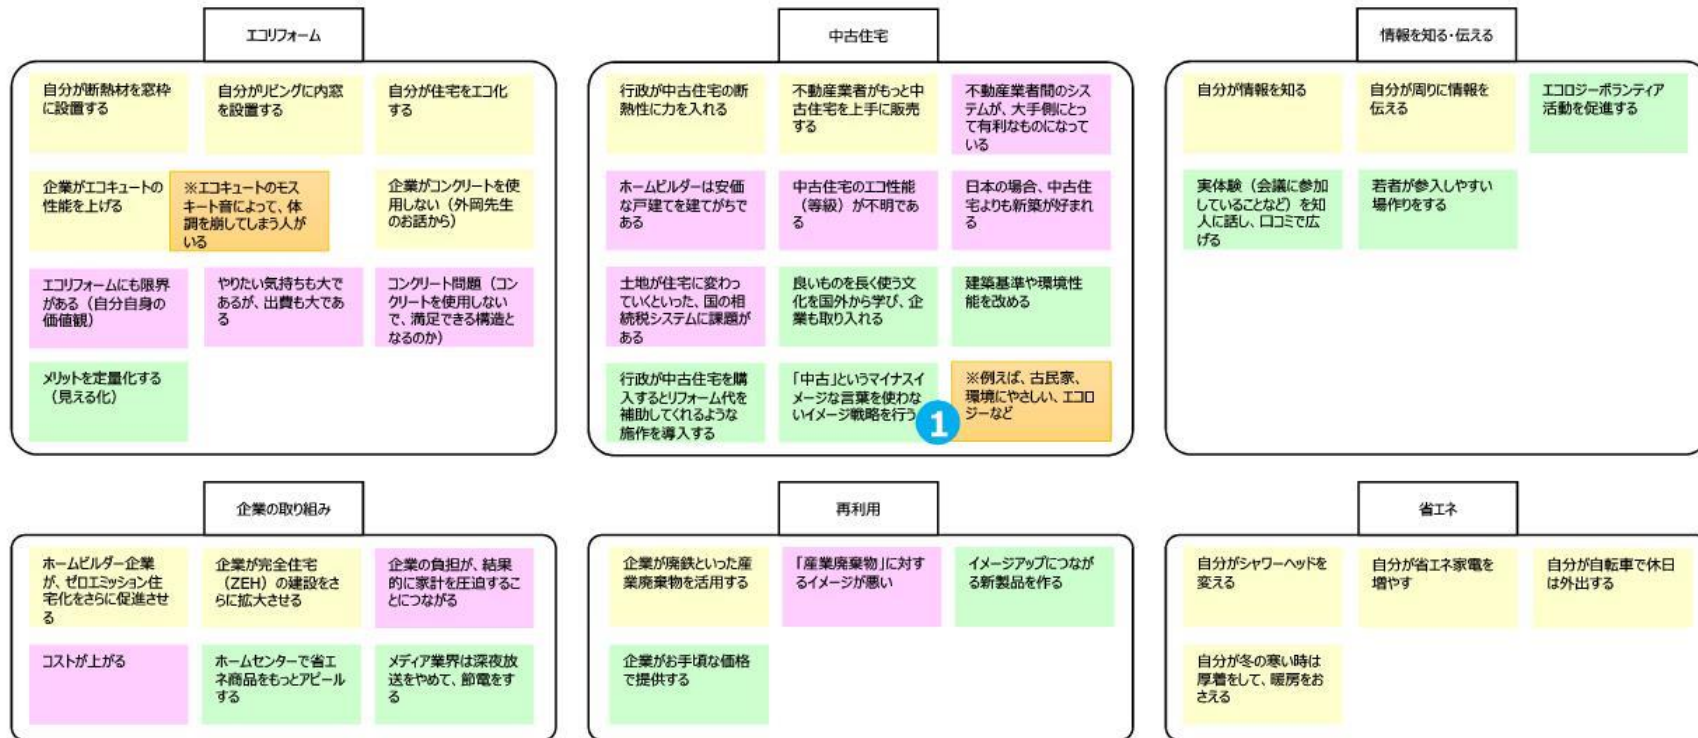 エコリフォーム
自分が断熱材を窓枠
に設置する
自分がリビングに内窓
を設置する
自分が住宅をエコ化
する
企業がエコキュートの
性能を上げる
※エコキュートのモス
キート音によって、体
調を崩してしまう人が
いる
企業がコンクリートを使
用しない（外岡先生
のお話から）
エコリフォームにも限界
がある（自分自身の
価値観）
やりたい気持ちも大で
あるが、出費も大であ
る
コンクリート問題（コン
クリートを使用しない
で、満足できる構造と
なるのか）
メリットを定量化する
（見える化）
中古住宅
行政が中古住宅の断
熱性に力を入れる
不動産業者がもっと中
古住宅を上手に販売
する
不動産業者間のシス
テムが、大手側にとっ
て有利なものになって
いる
ホームビルダーは安価
な戸建てを建てがちで
ある
中古住宅のエコ性能
（等級）が不明であ
る
日本の場合、中古住
宅よりも新築が好まれ
る
土地が住宅に変わっ
ていくといった、国の相
続税システムに課題が
ある
良いものを長く使う文
化を国外から学び、企
業も取り入れる
建築基準や環境性
能を改める
行政が中古住宅を購
入するとリフォーム代を
補助してくれるような
施作を導入する
「中古」というマイナスイ
メージな言葉を使わな
いイメージ戦略を行う
1
※例えば、古民家、
環境にやさしい、エコロ
ジーなど
情報を知る・伝える
自分が情報を知る
自分が周りに情報を
伝える
エコロジーボランティア
活動を促進する
実体験（会議に参加
していることなど）を知
人に話し、口コミで広
げる
若者が参入しやすい
場作りをする
企業の取り組み
ホームビルダー企業
が、ゼロエミッション住
宅化をさらに促進させ
る
企業が完全住宅
（ZEH）の建設をさ
らに拡大させる
企業の負担が、結果
的に家計を圧迫するこ
とにつながる
コストが上がる
ホームセンターで省エ
ネ商品をもっとアピール
する
メディア業界は深夜放
送をやめて、節電をす
る
再利用
企業が廃鉄といった産
業廃棄物を活用する
「産業廃棄物」に対す
るイメージが悪い
イメージアップにつなが
る新製品を作る
企業がお手頃な価格
で提供する
省エネ
自分がシャワーヘッドを
変える
自分が省エネ家電を
増やす
自分が自転車で休日
は外出する
自分が冬の寒い時は
厚着をして、暖房をお
さえる